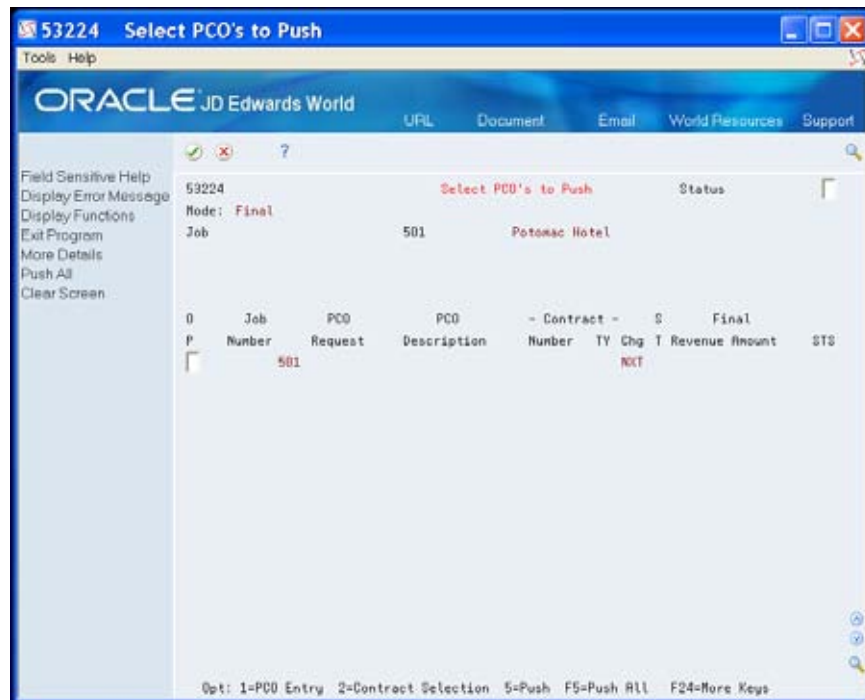 53224 Select PCO's to Push
Tools Help
ORACLE JD Edwards World
URL Document Email World Resources Support
?
Field Sensitive Help
Display Error Message
Display Functions
Exit Program
More Details
Push All
Clear Screen
53224 Select PCO's to Push Status
Mode: Final
Job 501 Potomac Hotel
O Job PCO PCO - Contract - S Final
P Number Request Description Number TY Chg T Revenue Amount STS
501 NXT
Opt: 1=PCO Entry 2=Contract Selection 5=Push F5=Push All F24=More Keys